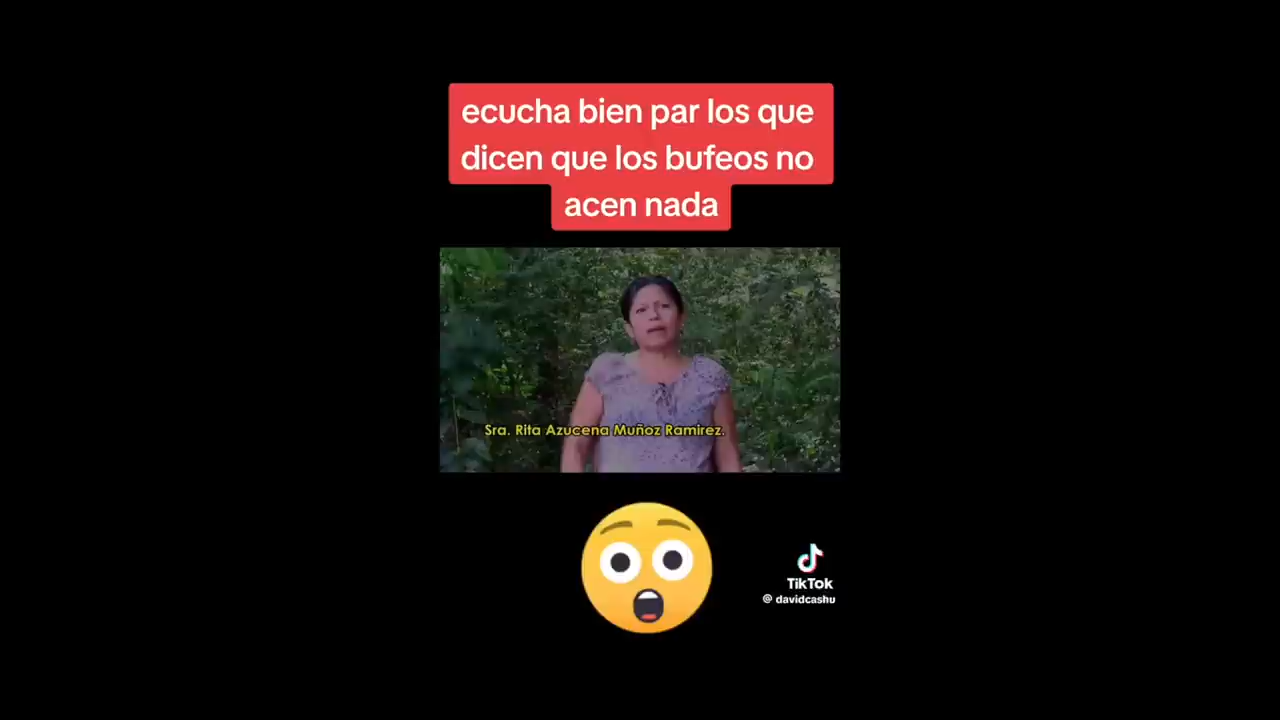 ecucha bien par los que
dicen que los bufeos no
acen nada
Sra. Rita Azucena Muñoz Ramirez.
TikTok
@ davidcashu